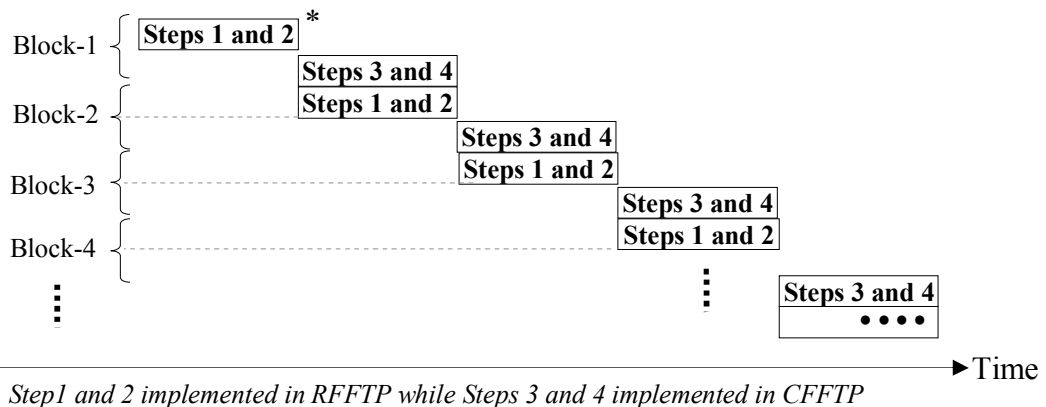 Block-1
Steps 1 and 2
*
Steps 3 and 4
Block-2
Steps 1 and 2
Steps 3 and 4
Block-3
Steps 1 and 2
Steps 3 and 4
Block-4
Steps 1 and 2
Steps 3 and 4
Time
Step1 and 2 implemented in RFFTP while Steps 3 and 4 implemented in CFFTP